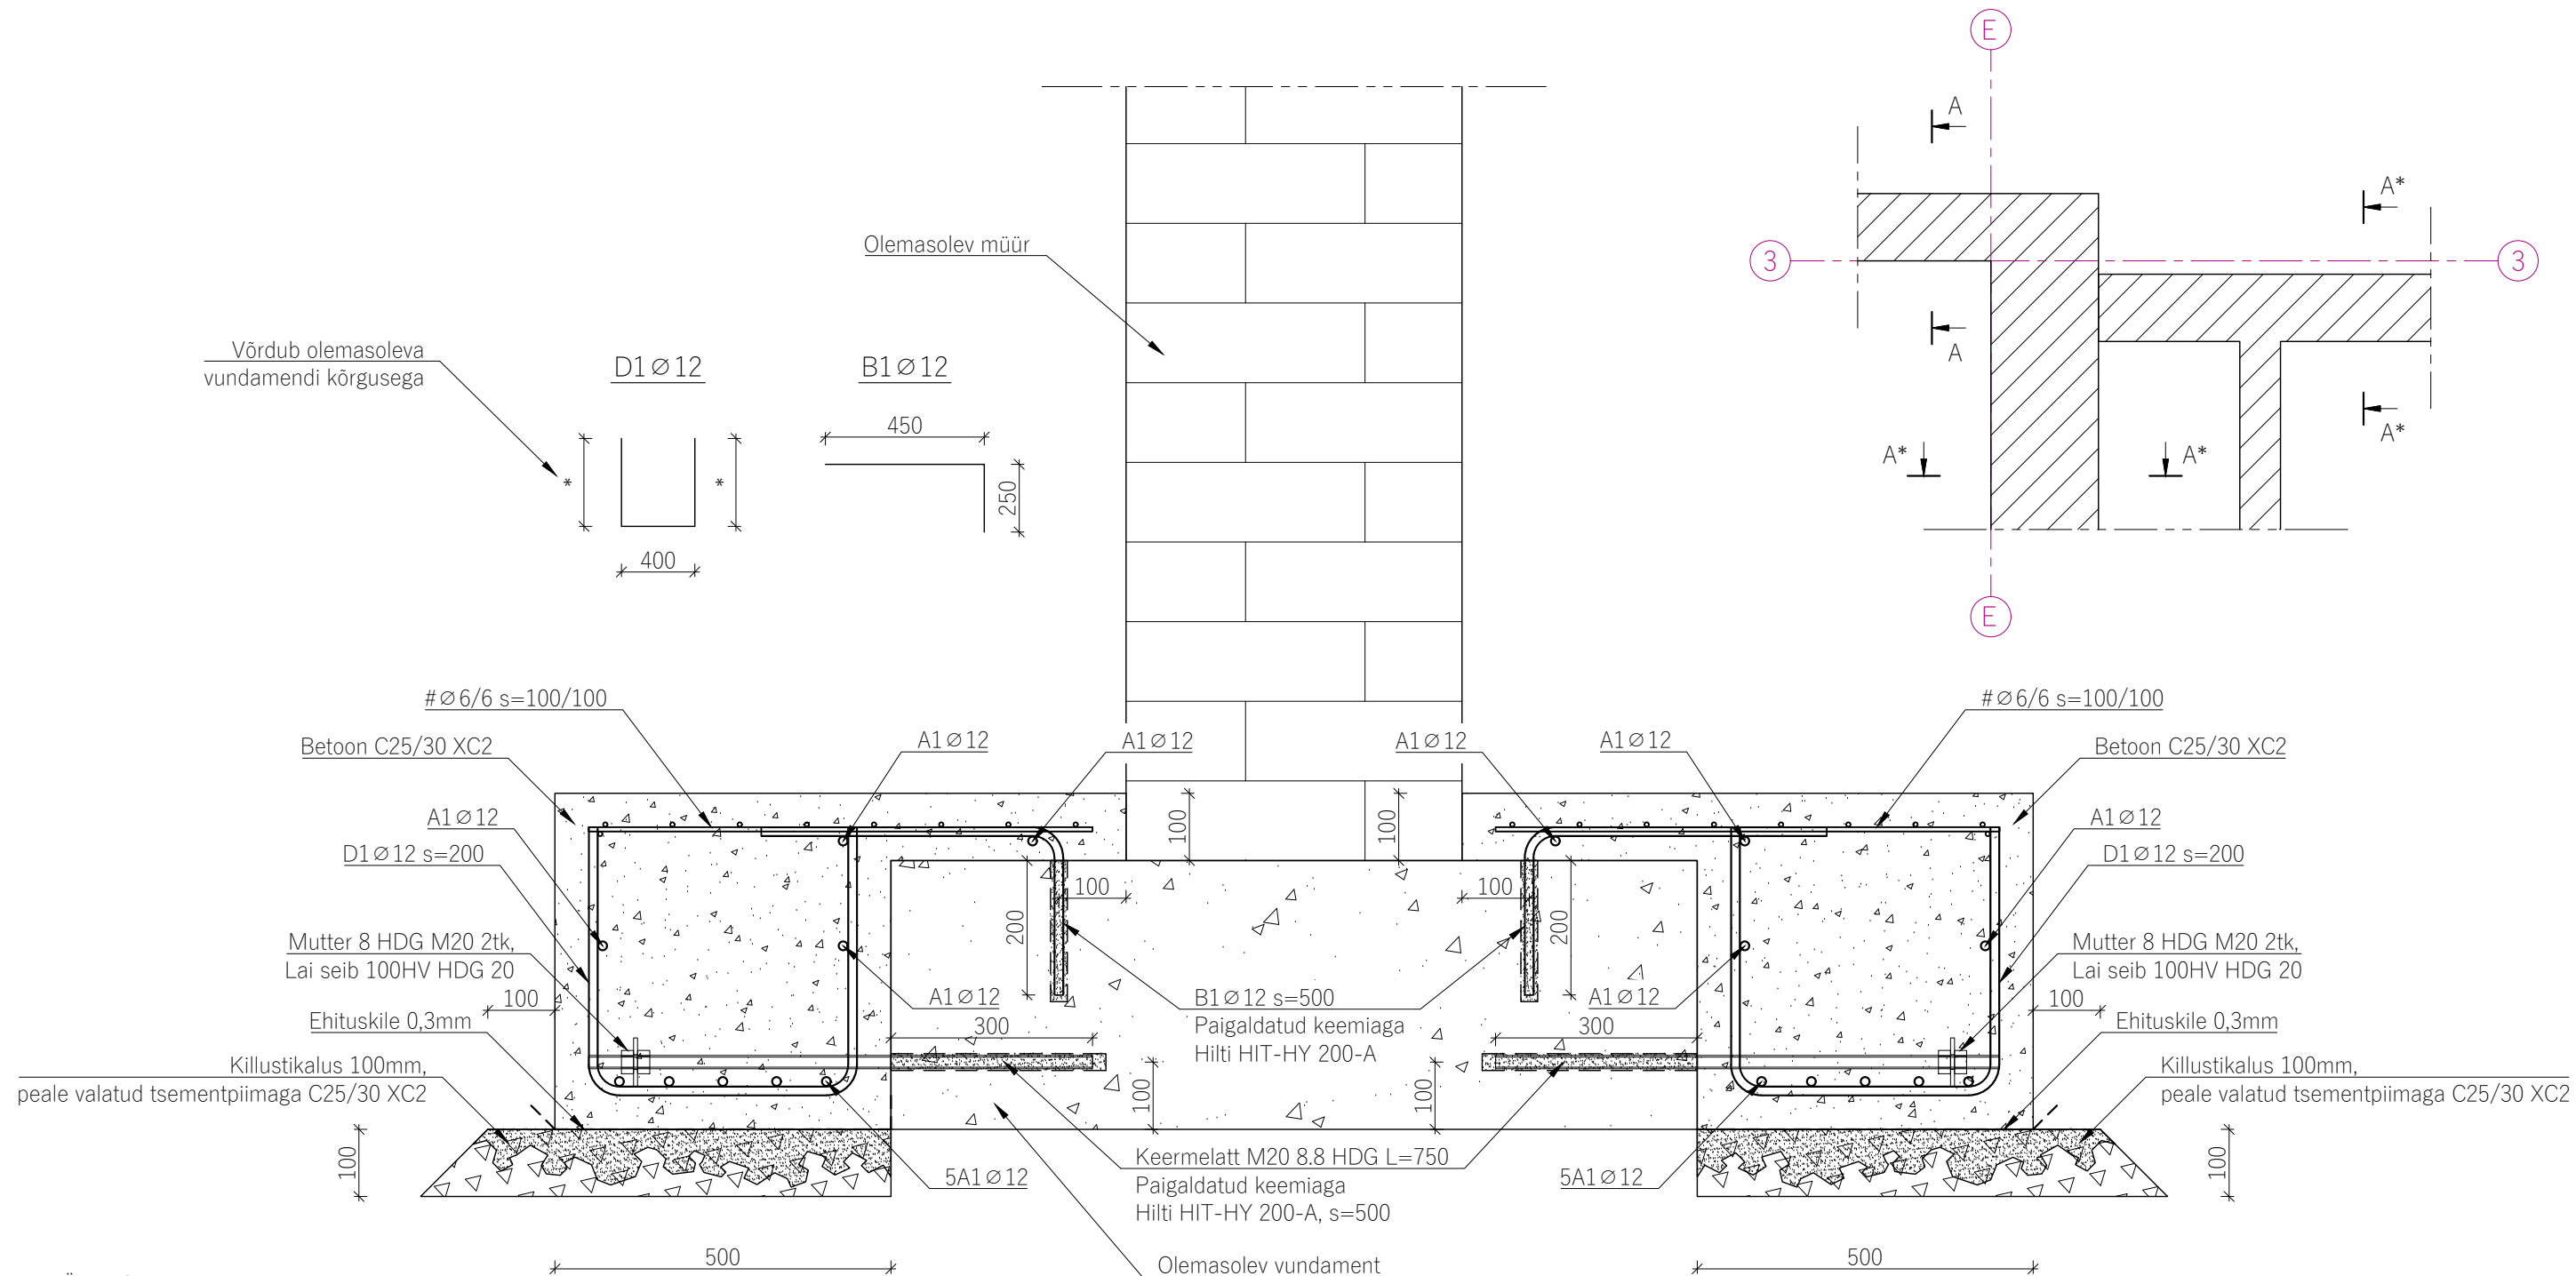 E
A
A*
Olemasolev müür
3
3
Võrdub olemasoleva
vundamendi kõrgusega
D1∅12
B1∅12
A
A*
450
*
*
250
A*
A*
400
E
#∅6/6 s=100/100
#∅6/6 s=100/100
Betoon C25/30 XC2
A1∅12
A1∅12
A1∅12
A1∅12
Betoon C25/30 XC2
A1∅12
100
100
A1∅12
D1∅12 s=200
D1∅12 s=200
100
100
200
200
Mutter 8 HDG M20 2tk,
Lai seib 100HV HDG 20
Mutter 8 HDG M20 2tk,
Lai seib 100HV HDG 20
100
A1∅12
B1∅12 s=500
Paigaldatud keemiaga
Hilti HIT-HY 200-A
A1∅12
100
Ehituskile 0,3mm
300
300
Ehituskile 0,3mm
Killustikalus 100mm,
peale valatud tsementpiimaga C25/30 XC2
Killustikalus 100mm,
peale valatud tsementpiimaga C25/30 XC2
100
100
100
100
5A1∅12
Keermelatt M20 8.8 HDG L=750
Paigaldatud keemiaga
Hilti HIT-HY 200-A, s=500
5A1∅12
500
Olemasolev vundament
500